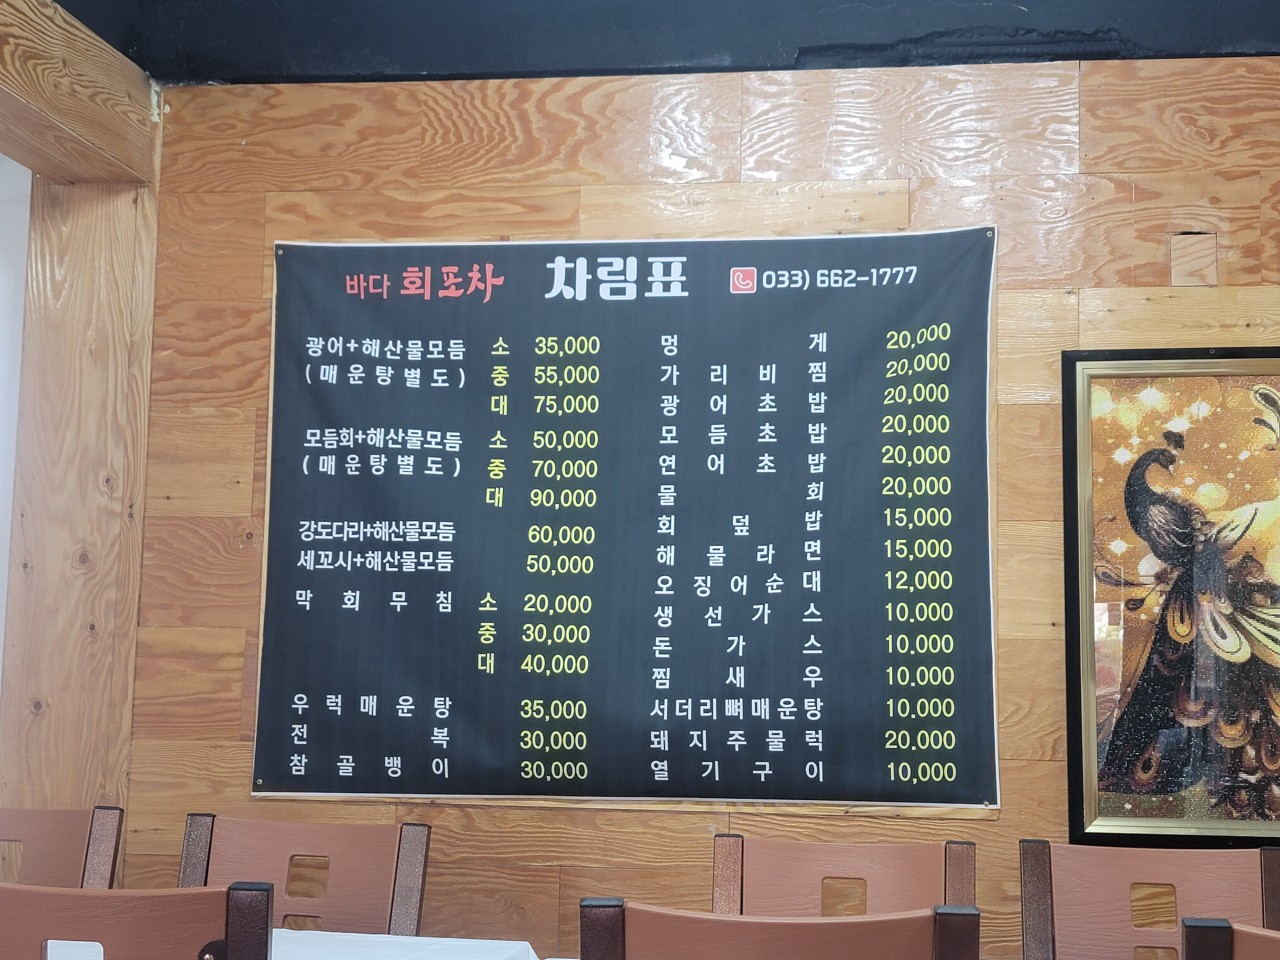 바다 회포차 차림표 033) 662-1777
광어+해산물모듬 소 35,000
(매운탕별도) 중 55,000
대 75,000
모듬회+해산물모듬 소 50,000
(매운탕별도) 중 70,000
대 90,000
강도다리+해산물모듬 60,000
세꼬시+해산물모듬 50,000
막회무침 소 20,000
중 30,000
대 40,000
우럭매운탕 35,000
전복 30,000
참골뱅이 30,000
멍게 20,000
가리비찜 20,000
광어초밥 20,000
모듬초밥 20,000
연어초밥 20,000
물회 20,000
회덮밥 15,000
해물라면 15,000
오징어순대 12,000
생선가스 10.000
돈가스 10.000
찜새우 10.000
서더리뼈매운탕 10.000
돼지주물럭 20.000
열기구이 10,000